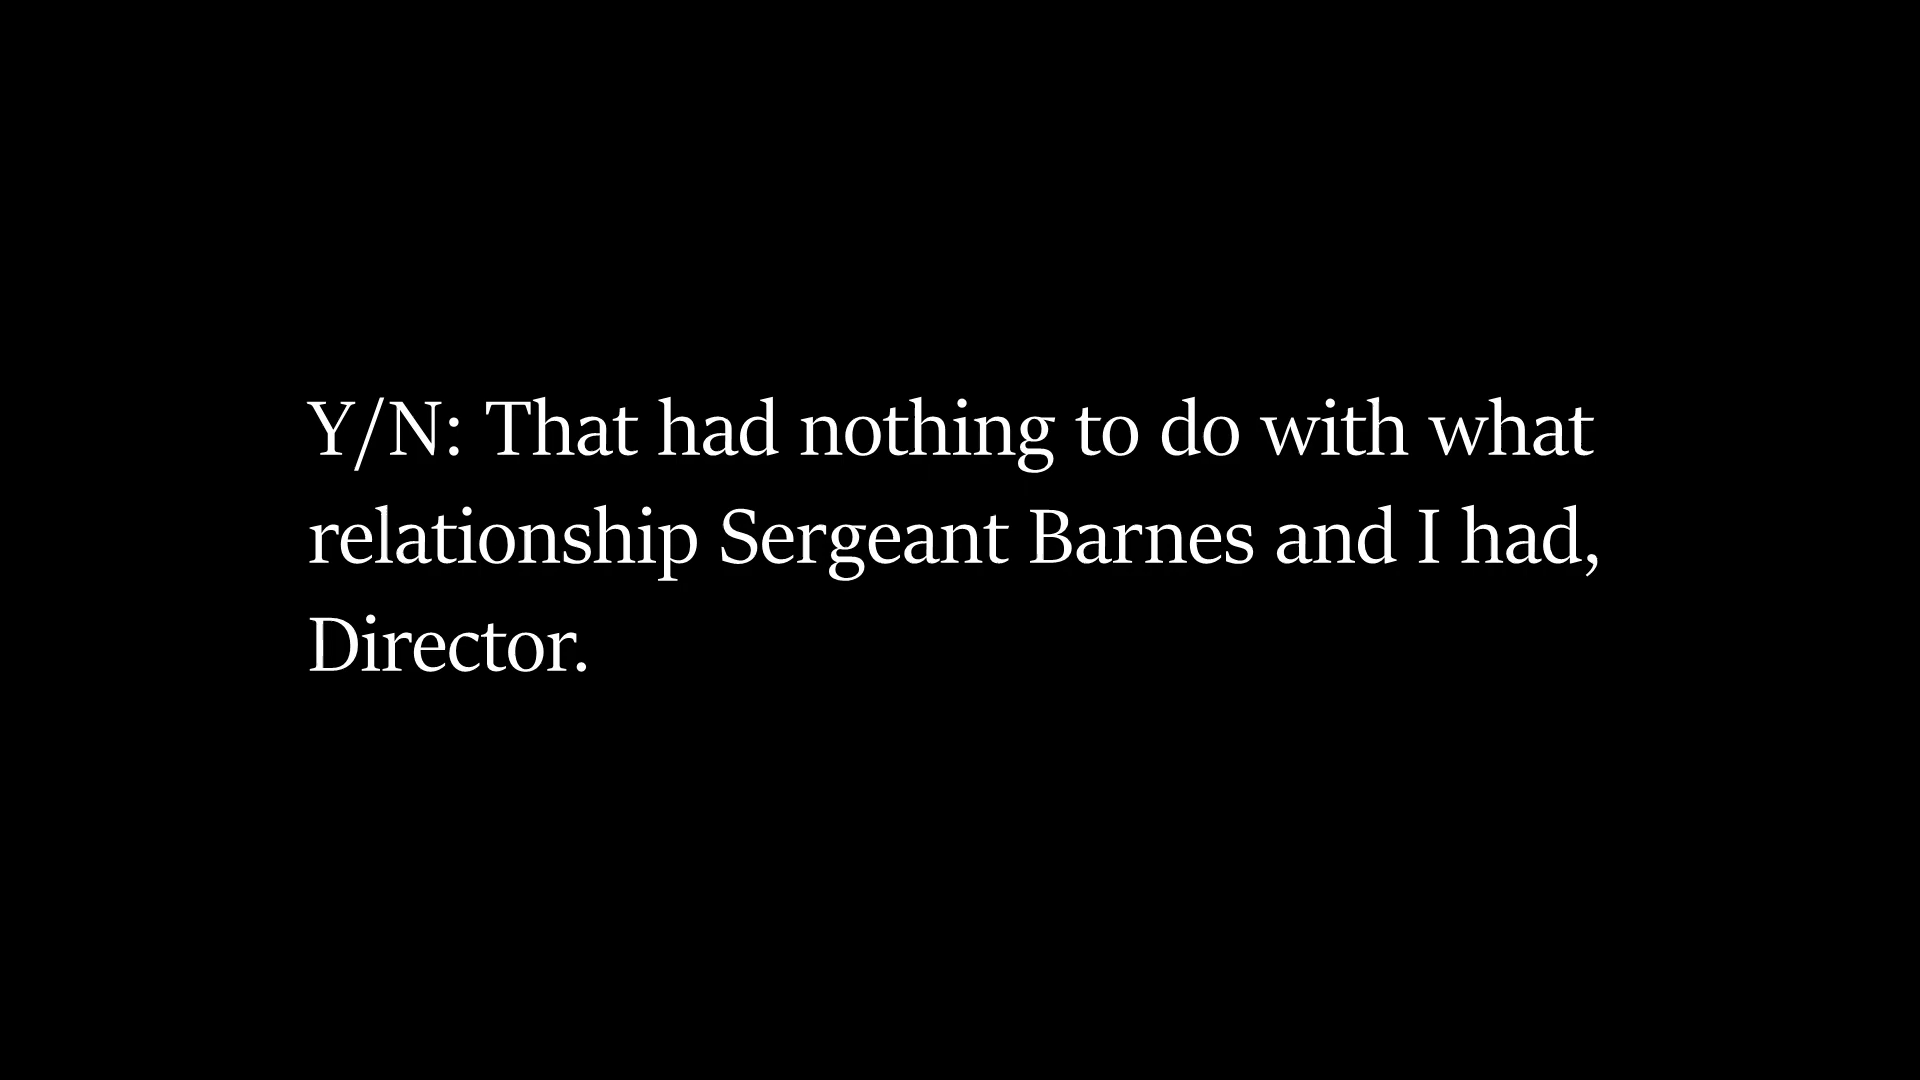 Y/N: That had nothing to do with what
relationship Sergeant Barnes and I had,
Director.